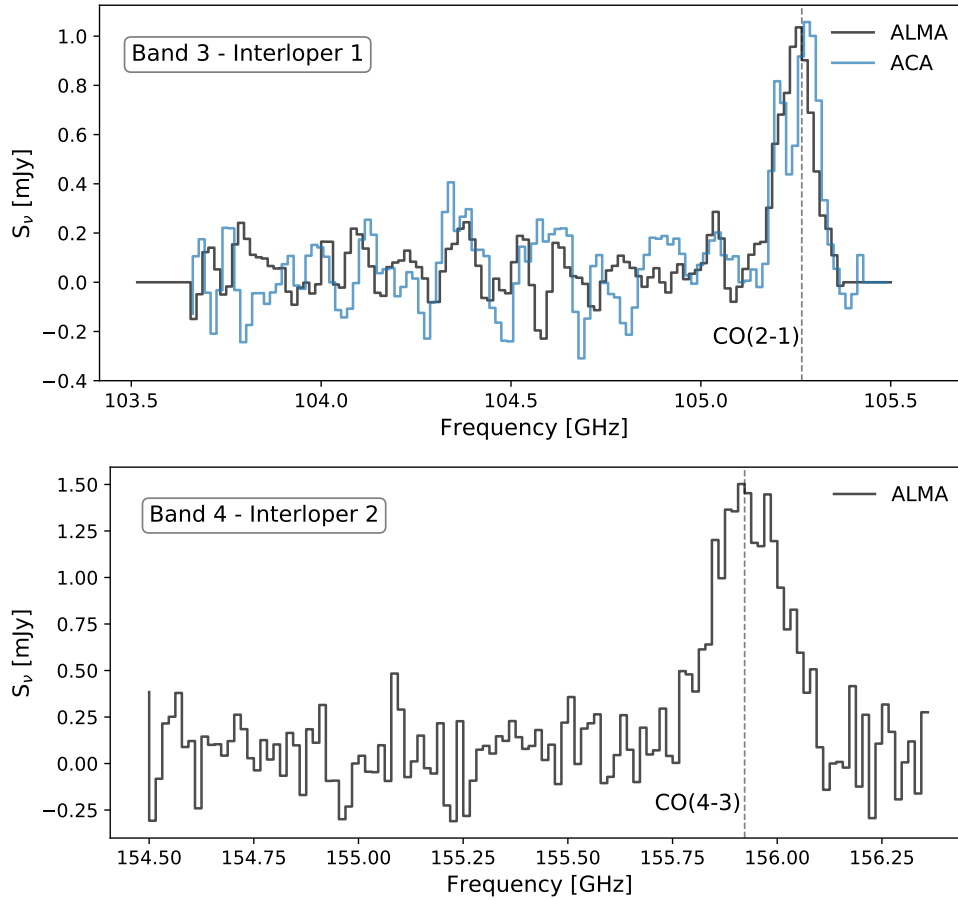 1.0
0.8
0.6
0.4
0.2
0.0
−0.2
−0.4
S_ν [mJy]
Band 3 - Interloper 1
ALMA
ACA
CO(2-1)
103.5 104.0 104.5 105.0 105.5
Frequency [GHz]
1.50
1.25
1.00
0.75
0.50
0.25
0.00
−0.25
S_ν [mJy]
Band 4 - Interloper 2
ALMA
CO(4-3)
154.50 154.75 155.00 155.25 155.50 155.75 156.00 156.25
Frequency [GHz]